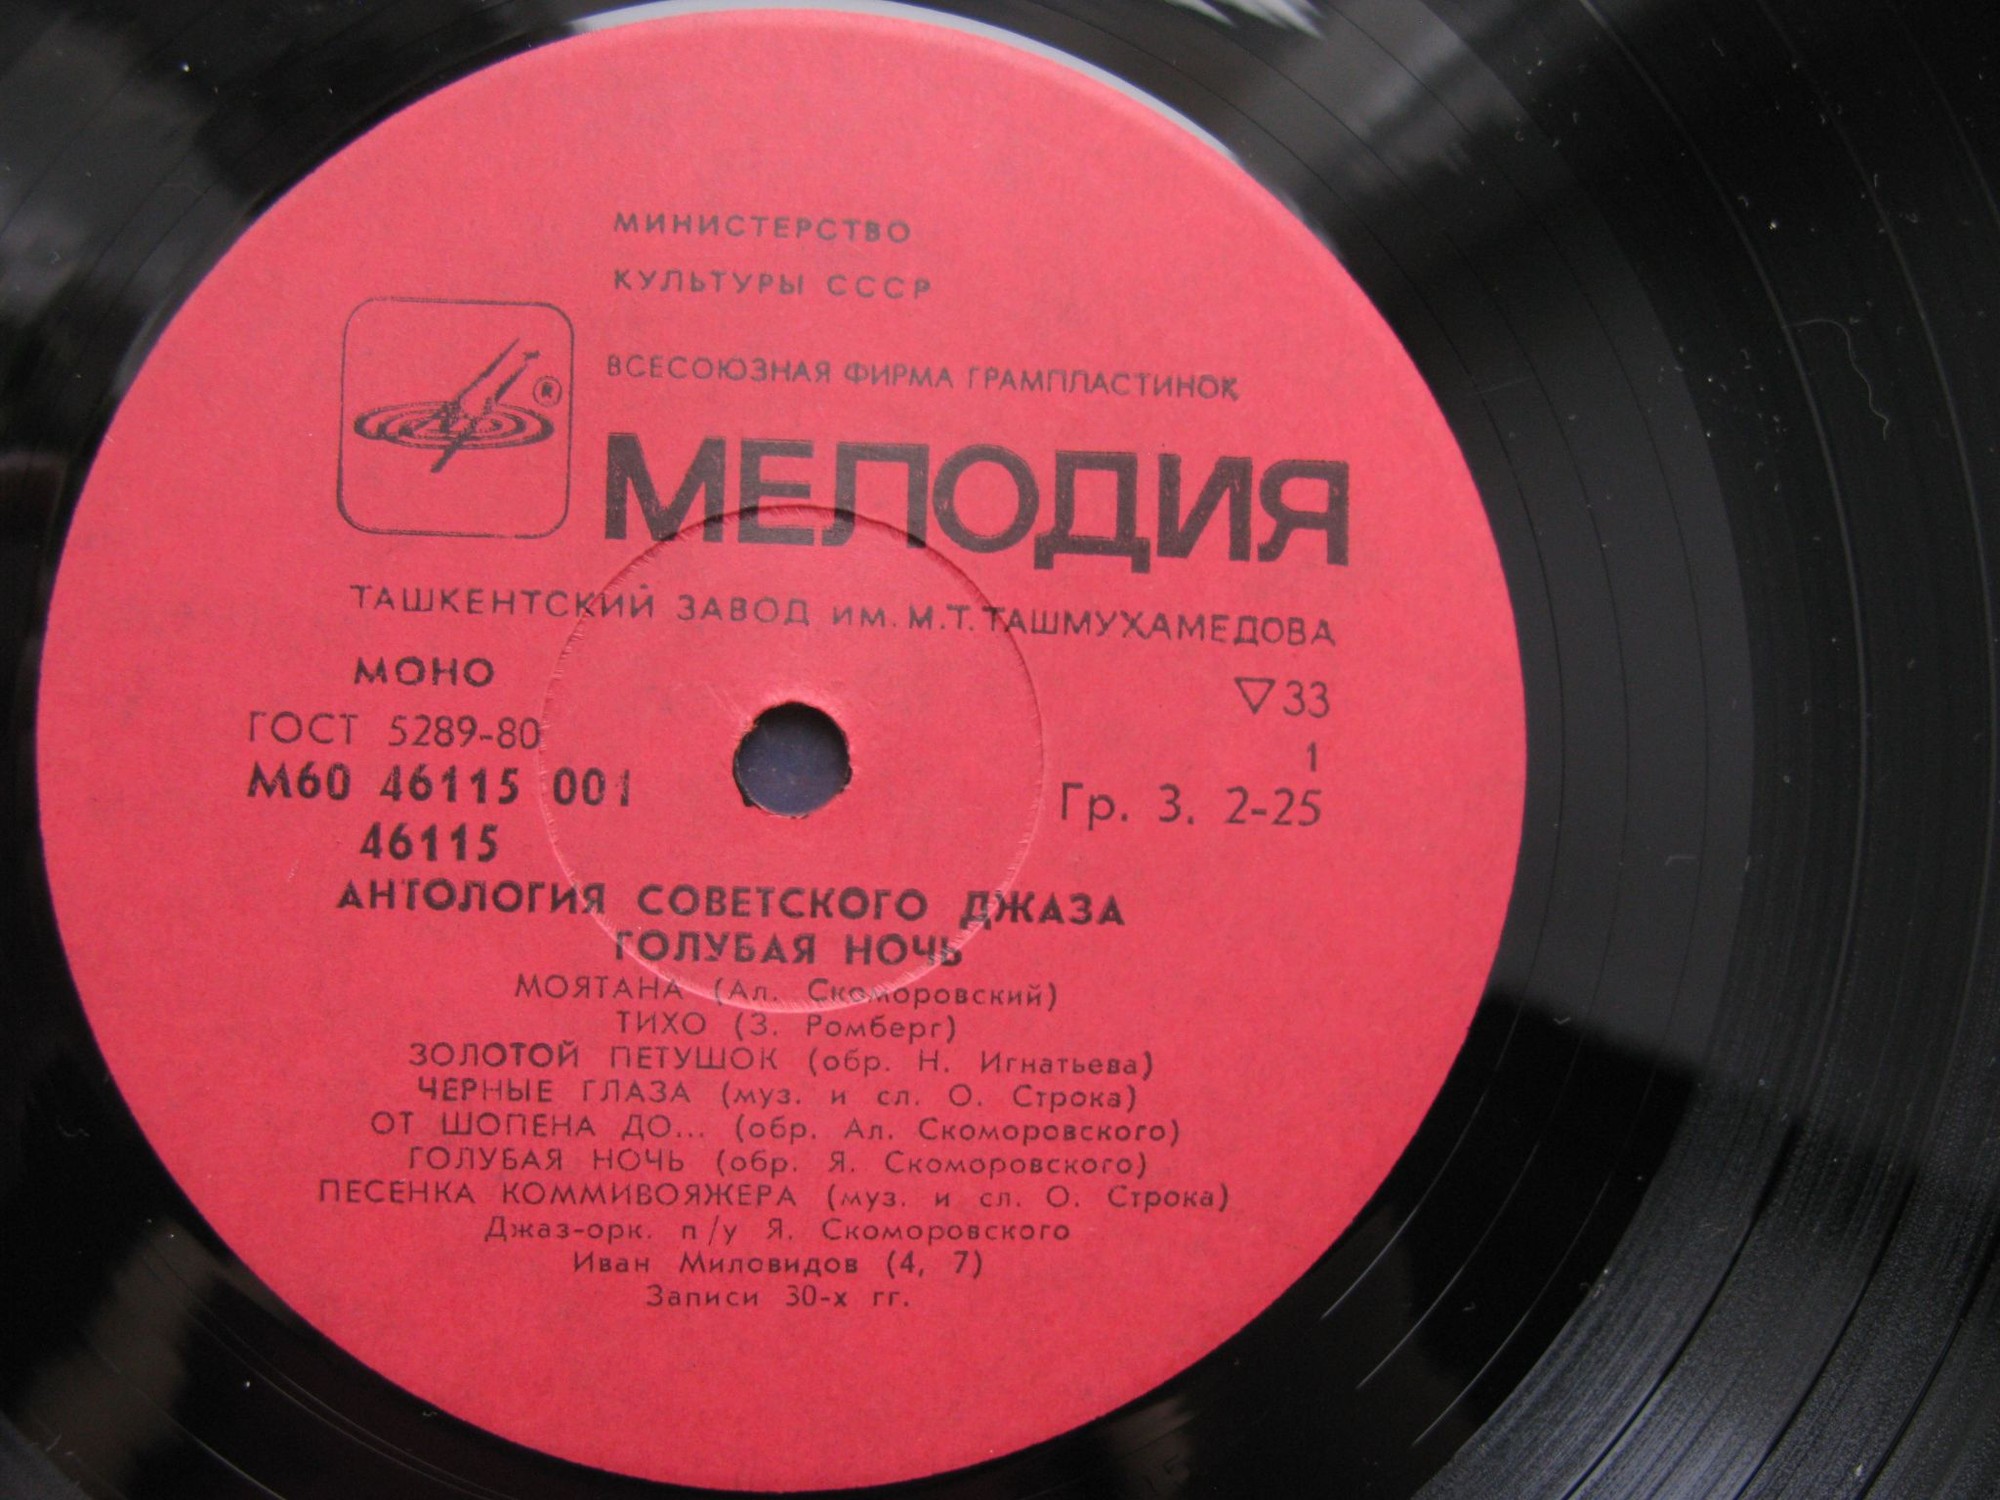 МИНИСТЕРСТВО
КУЛЬТУРЫ СССР
ВСЕСОЮЗНАЯ ФИРМА ГРАМПЛАСТИНОК
®
МЕЛОДИЯ
ТАШКЕНТСКИЙ ЗАВОД ИМ. М.Т. ТАШМУХАМЕДОВА
МОНО
▽33
ГОСТ 5289-80
1
М60 46115 001
Гр. 3. 2-25
46115
АНТОЛОГИЯ СОВЕТСКОГО ДЖАЗА
ГОЛУБАЯ НОЧЬ
МОЯТАНА (Ал. Скоморовский)
ТИХО (З. Ромберг)
ЗОЛОТОЙ ПЕТУШОК (обр. Н. Игнатьева)
ЧЕРНЫЕ ГЛАЗА (муз. и сл. О. Строка)
ОТ ШОПЕНА ДО... (обр. Ал. Скоморовского)
ГОЛУБАЯ НОЧЬ (обр. Я. Скоморовского)
ПЕСЕНКА КОММИВОЯЖЕРА (муз. и сл. О. Строка)
Джаз-орк. п/у Я. Скоморовского
Иван Миловидов (4, 7)
Записи 30-х гг.